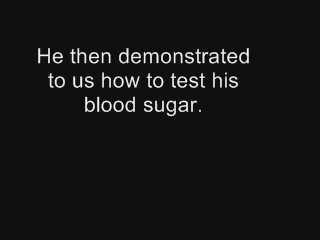 He then demonstrated
to us how to test his
blood sugar.